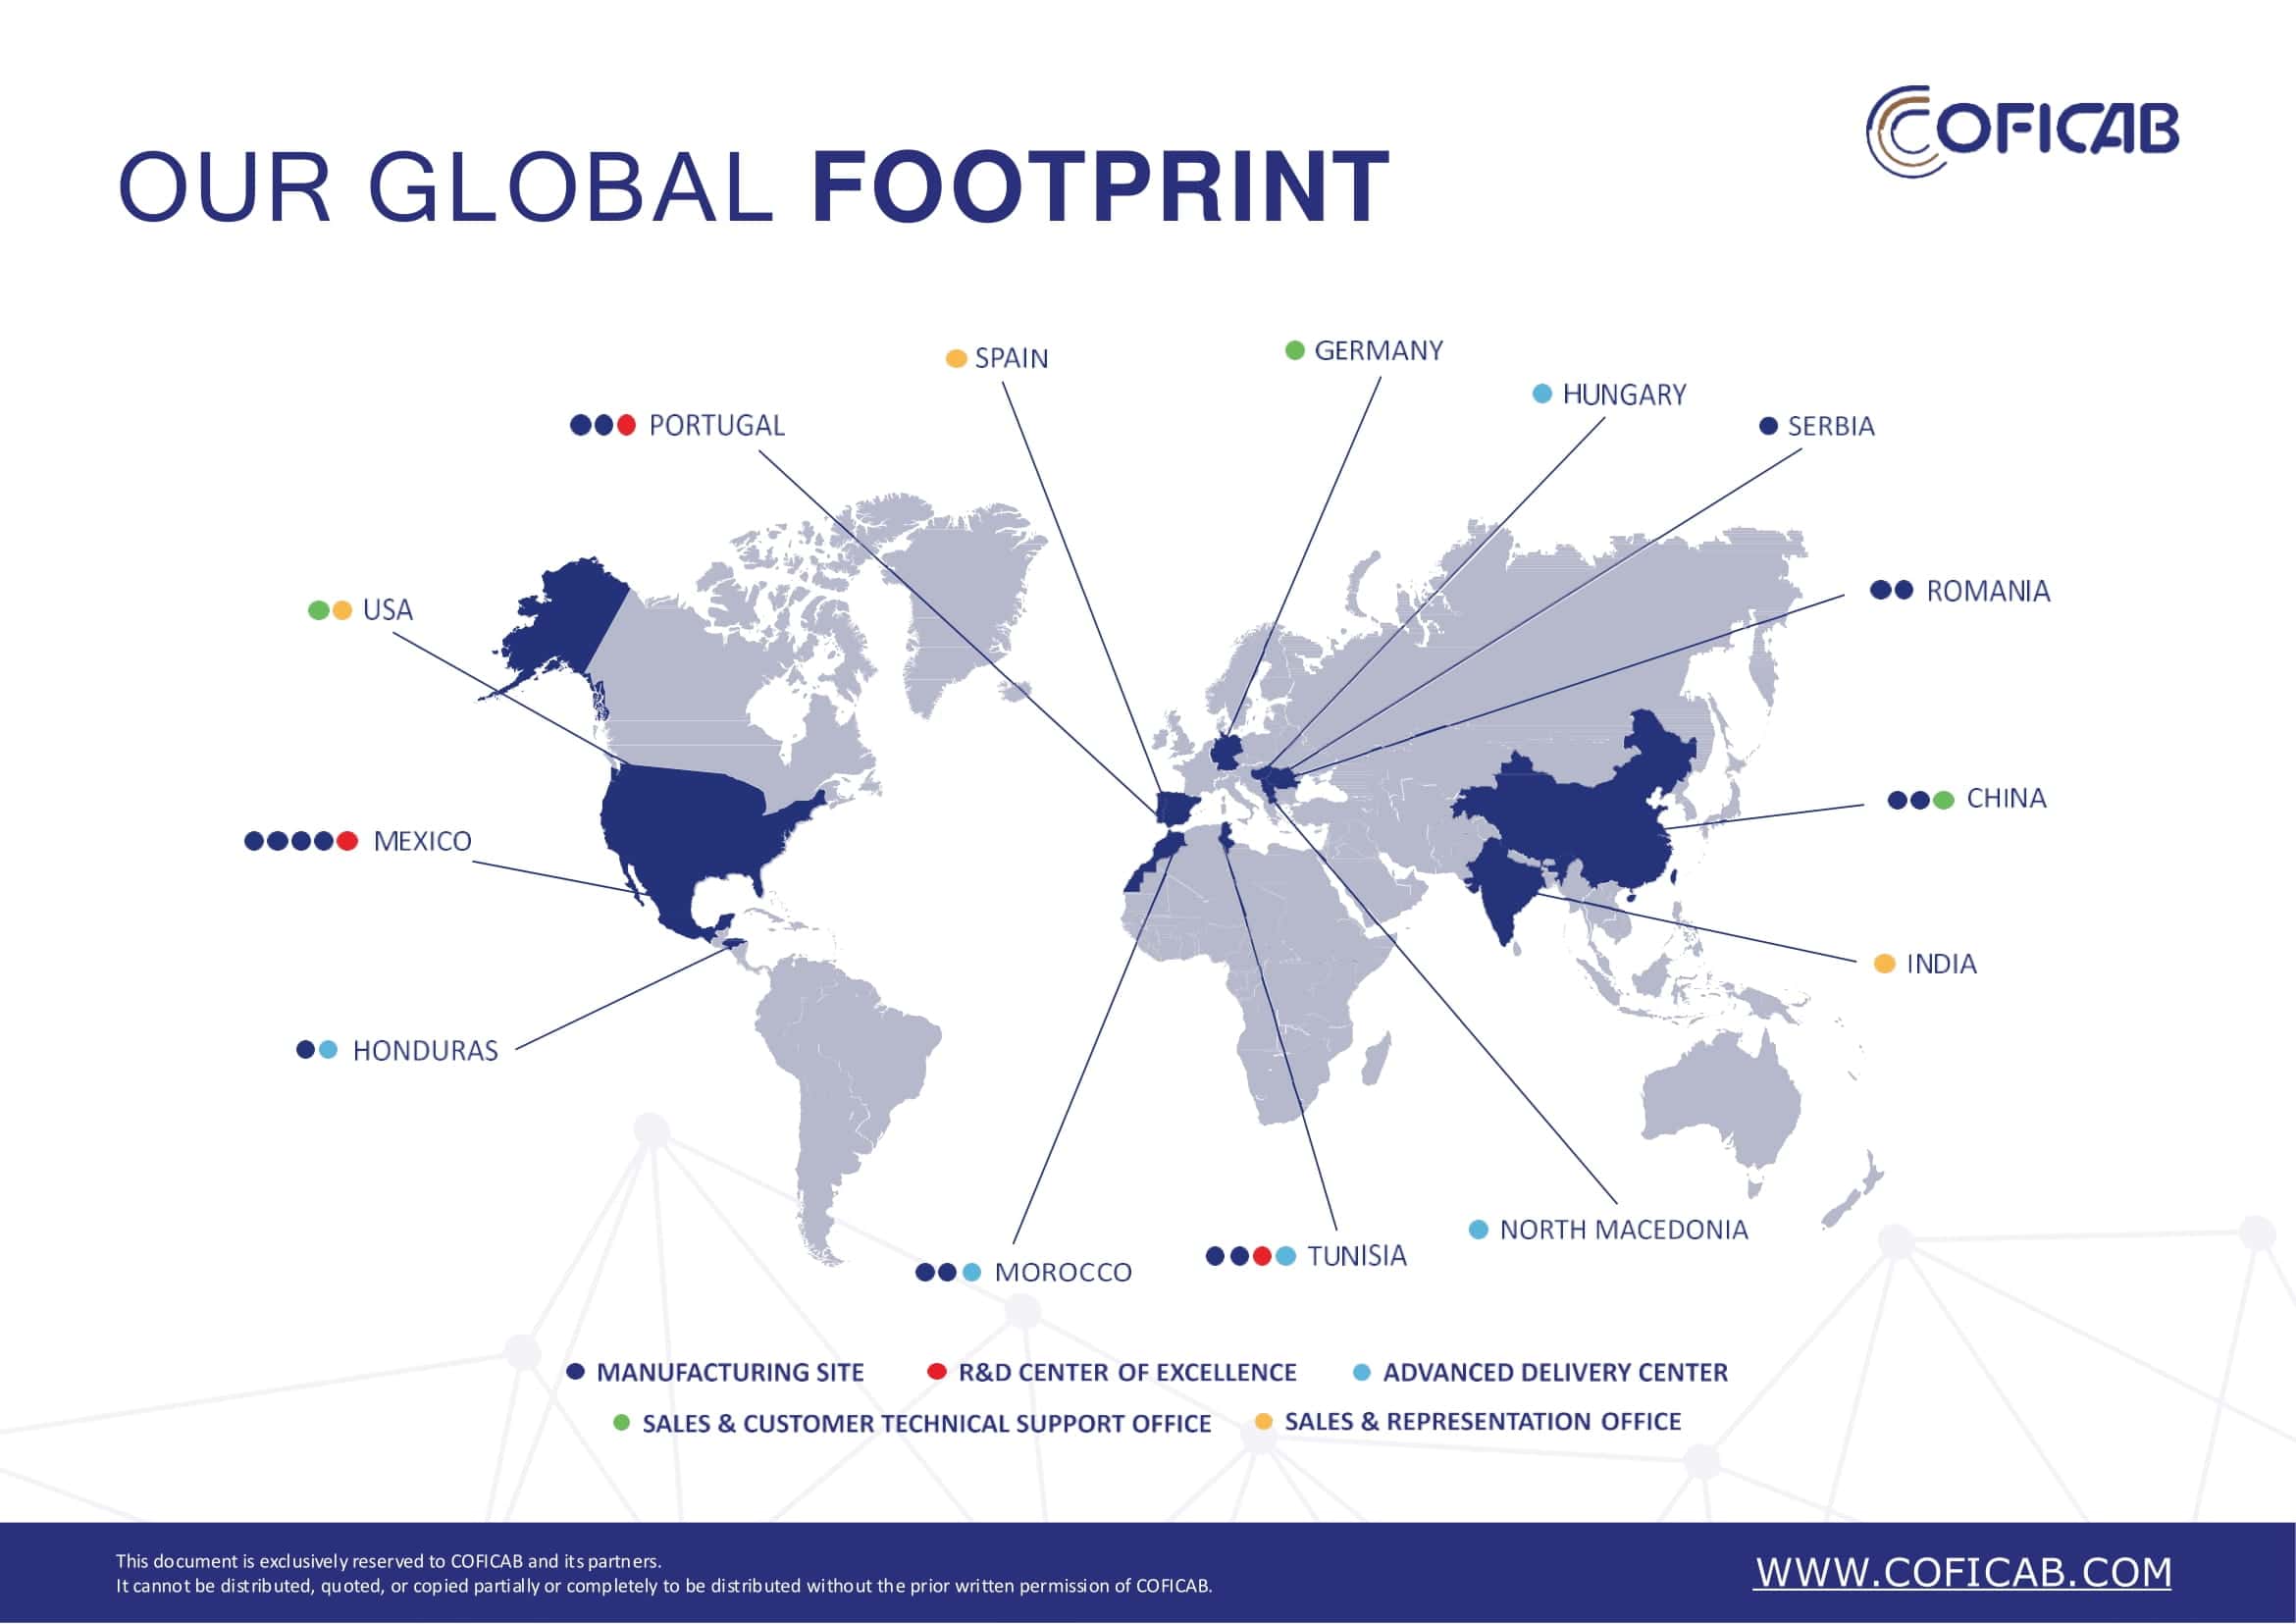 COFICAB
OUR GLOBAL FOOTPRINT
SPAIN
GERMANY
HUNGARY
PORTUGAL
SERBIA
ROMANIA
USA
CHINA
MEXICO
INDIA
HONDURAS
NORTH MACEDONIA
TUNISIA
MOROCCO
MANUFACTURING SITE
R&D CENTER OF EXCELLENCE
ADVANCED DELIVERY CENTER
SALES & CUSTOMER TECHNICAL SUPPORT OFFICE
SALES & REPRESENTATION OFFICE
This document is exclusively reserved to COFICAB and its partners.
It cannot be distributed, quoted, or copied partially or completely to be distributed without the prior written permission of COFICAB.
WWW.COFICAB.COM